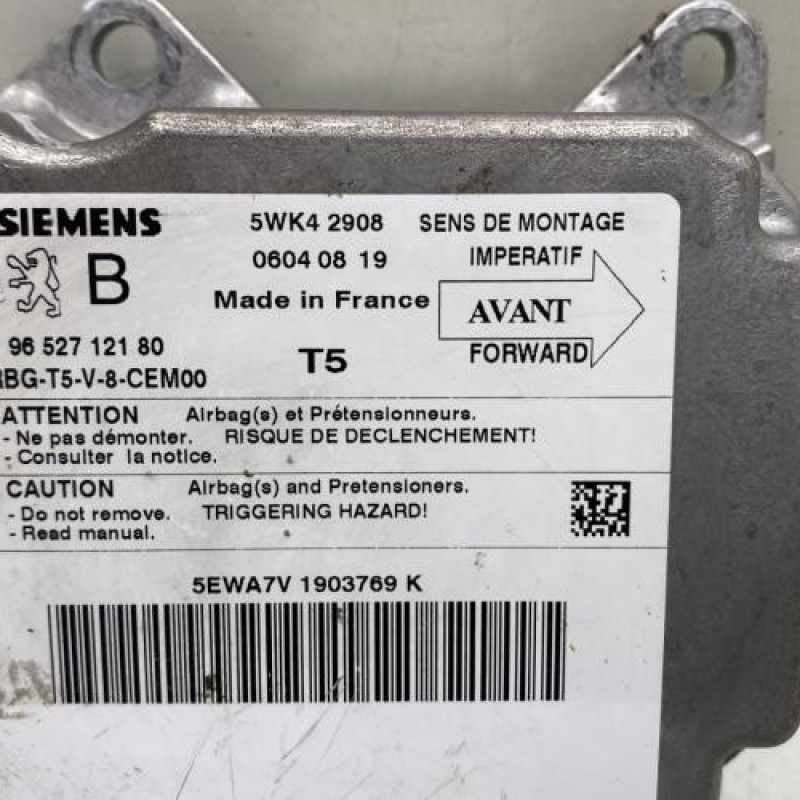 SIEMENS 5WK4 2908 SENS DE MONTAGE
0604 08 19 IMPERATIF
B Made in France AVANT
96 527 121 80 T5 FORWARD
RBG-T5-V-8-CEM00
ATTENTION Airbag(s) et Prétensionneurs.
- Ne pas démonter. RISQUE DE DECLENCHEMENT!
- Consulter la notice.
CAUTION Airbag(s) and Pretensioners.
- Do not remove. TRIGGERING HAZARD!
- Read manual.
5EWA7V 1903769 K